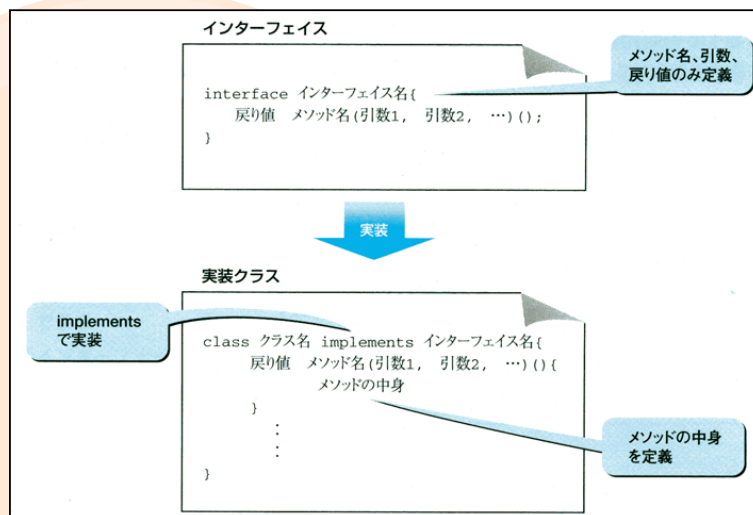 インターフェイス
メソッド名、引数、
戻り値のみ定義
interface インターフェイス名{
戻り値 メソッド名(引数1, 引数2, …)();
}
実装
実装クラス
implements
で実装
class クラス名 implements インターフェイス名{
戻り値 メソッド名(引数1, 引数2, …)(){
メソッドの中身
}
:
:
}
メソッドの中身
を定義